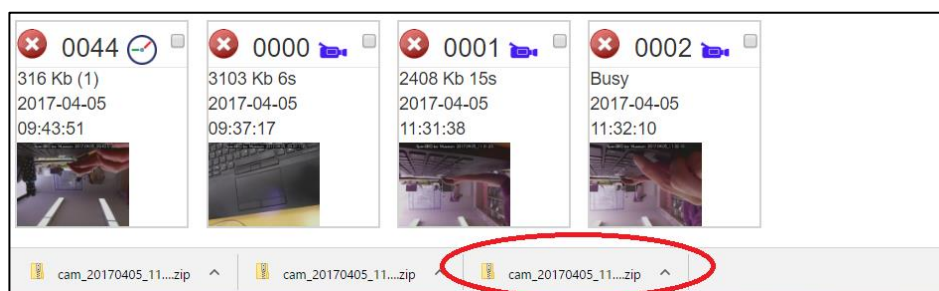 0044
316 Kb (1)
2017-04-05
09:43:51
0000
3103 Kb 6s
2017-04-05
09:37:17
0001
2408 Kb 15s
2017-04-05
11:31:38
0002
Busy
2017-04-05
11:32:10
cam_20170405_11....zip
cam_20170405_11....zip
cam_20170405_11....zip